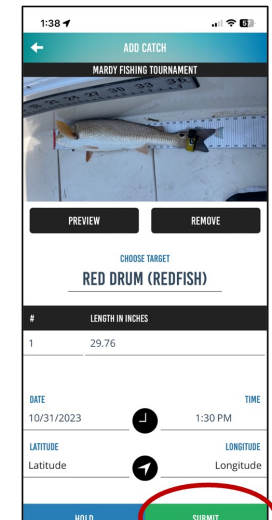 1:38
ADD CATCH
MARDY FISHING TOURNAMENT
PREVIEW REMOVE
CHOOSE TARGET
RED DRUM (REDFISH)
# LENGTH IN INCHES
1 29.76
DATE TIME
10/31/2023 1:30 PM
LATITUDE LONGITUDE
Latitude Longitude
HOLD SUBMIT